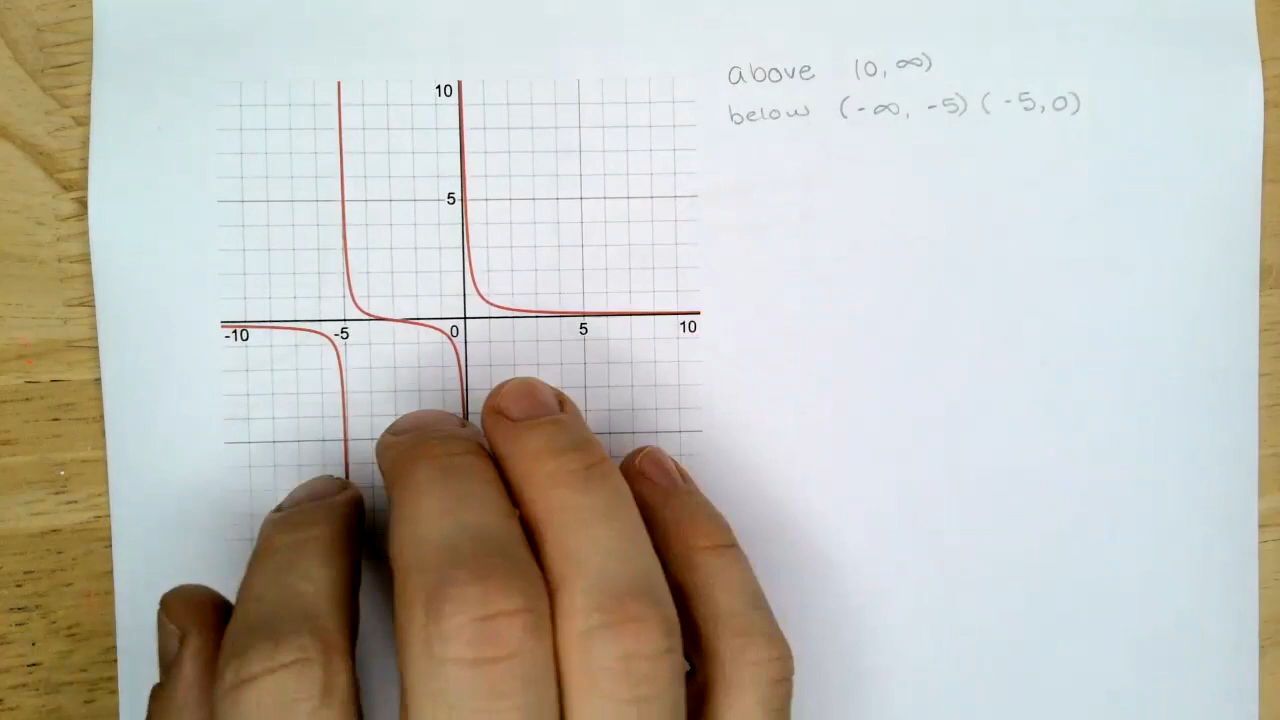 above (0, ∞)
below (-∞, -5) (-5,0)
10
5
-10 -5 0 5 10